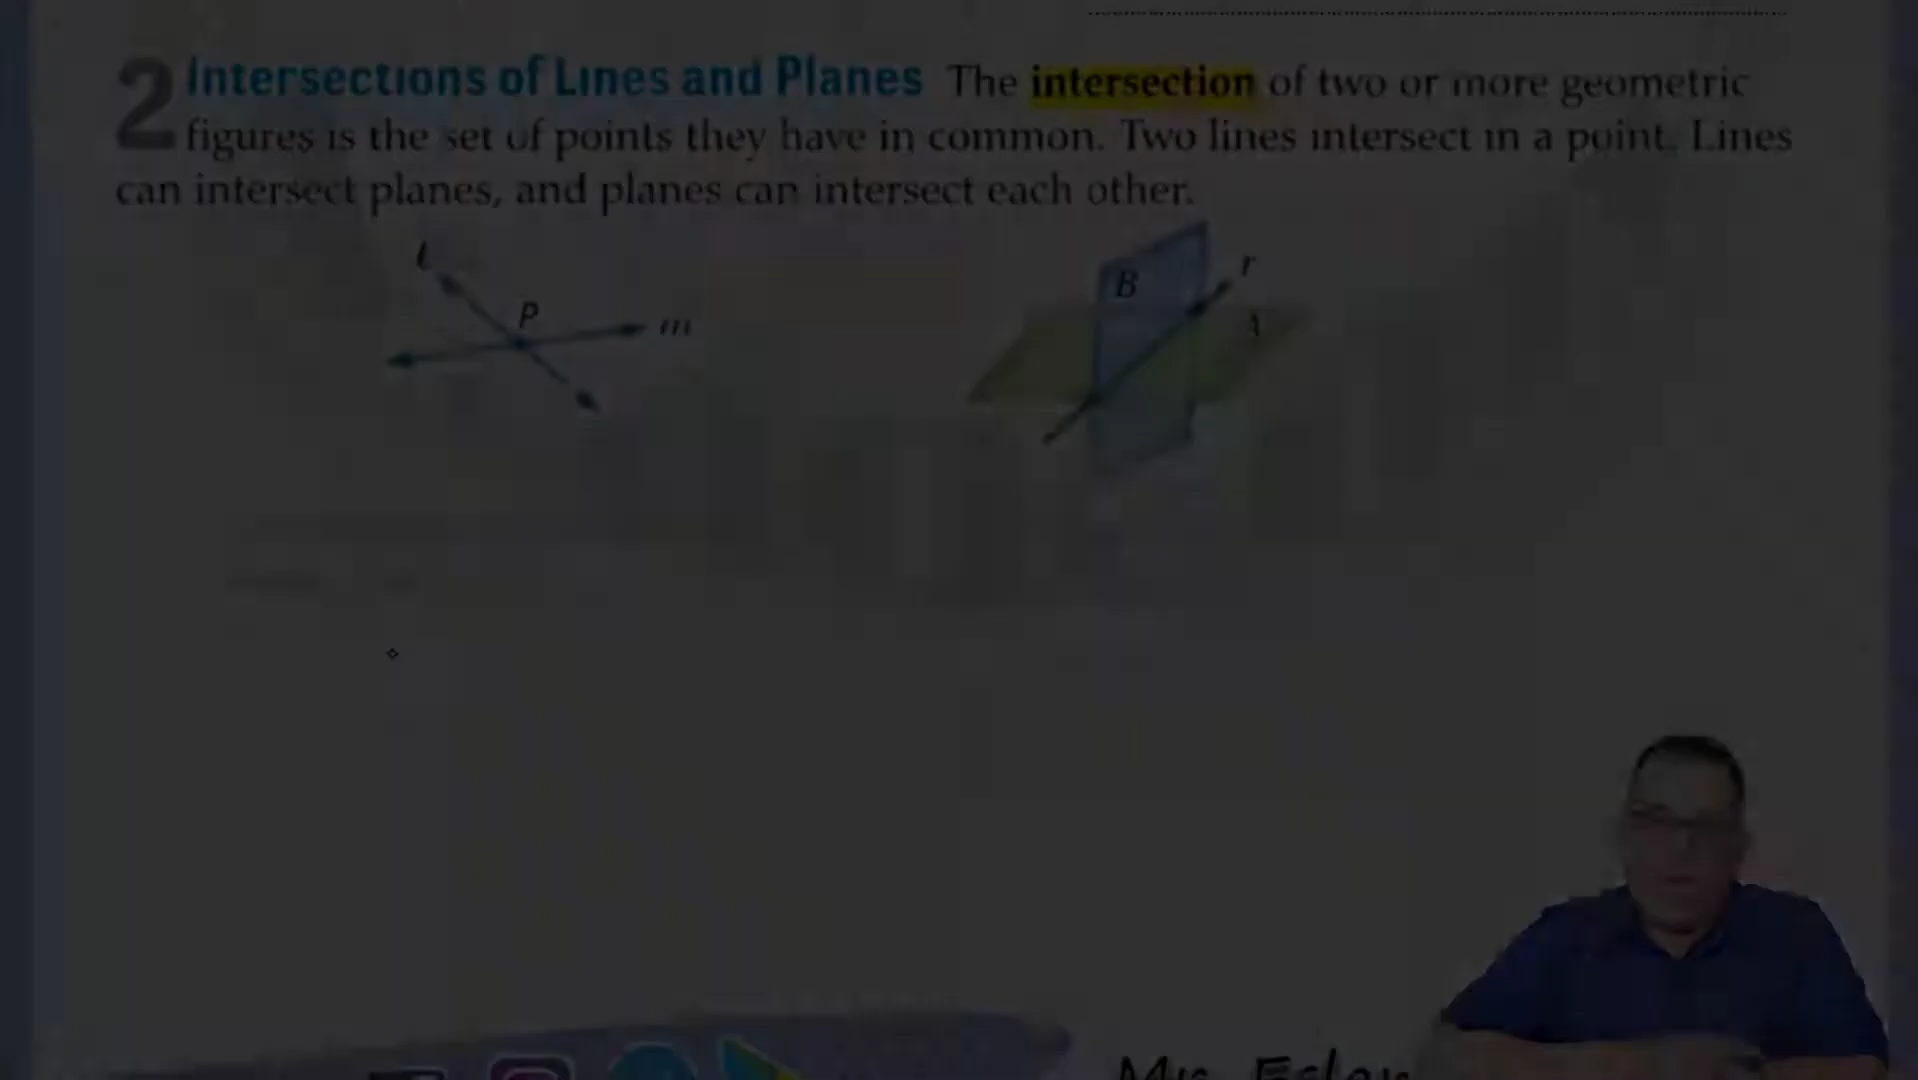 2 Intersections of Lines and Planes The intersection of two or more geometric
figures is the set of points they have in common. Two lines intersect in a point. Lines
can intersect planes, and planes can intersect each other.
ℓ
P
m
B
r
A